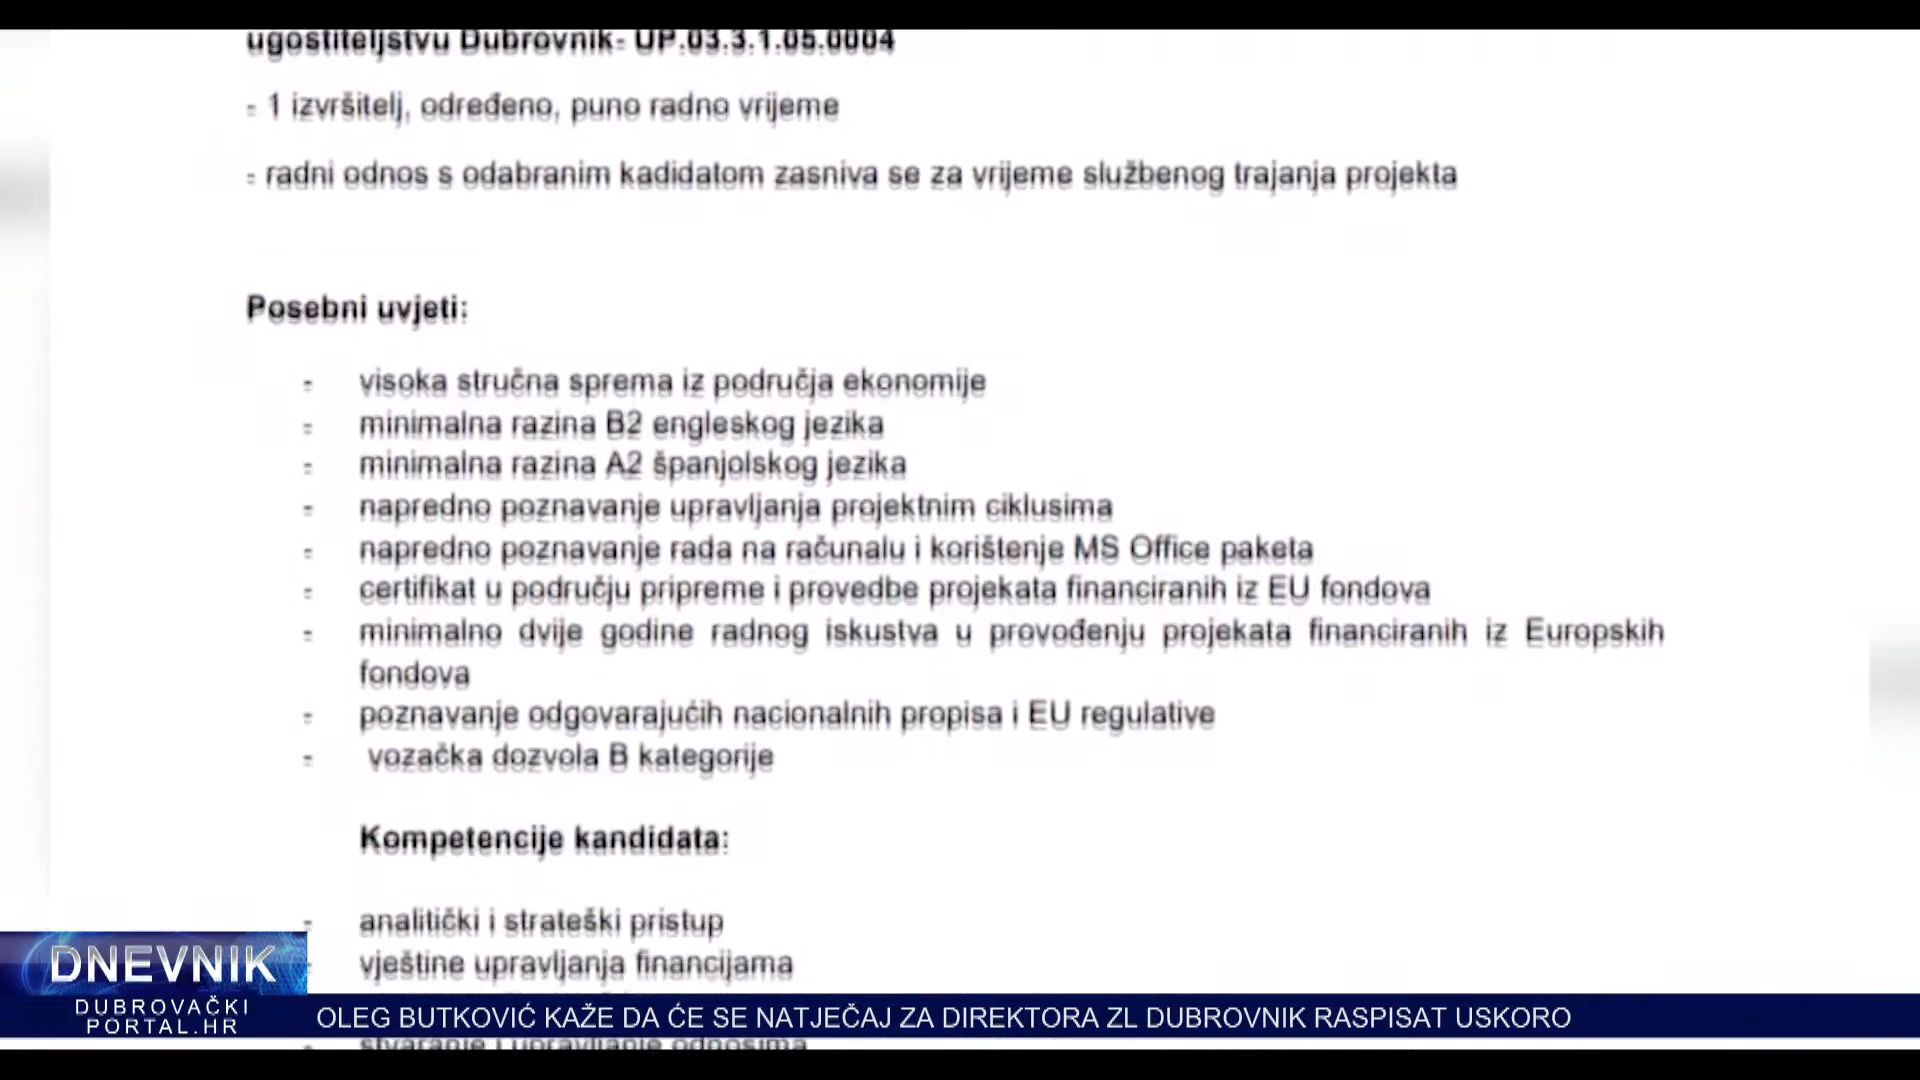 ugostiteljstvu Dubrovnik- UP.03.3.1.05.0004
- 1 izvršitelj, određeno, puno radno vrijeme
- radni odnos s odabranim kadidatom zasniva se za vrijeme službenog trajanja projekta
Posebni uvjeti:
- visoka stručna sprema iz područja ekonomije
- minimalna razina B2 engleskog jezika
- minimalna razina A2 španjolskog jezika
- napredno poznavanje upravljanja projektnim ciklusima
- napredno poznavanje rada na računalu i korištenje MS Office paketa
- certifikat u području pripreme i provedbe projekata financiranih iz EU fondova
- minimalno dvije godine radnog iskustva u provođenju projekata financiranih iz Europskih
fondova
- poznavanje odgovarajućih nacionalnih propisa i EU regulative
- vozačka dozvola B kategorije
Kompetencije kandidata:
- analitički i strateški pristup
- vještine upravljanja financijama
DNEVNIK
DUBROVAČKI
PORTAL.HR
OLEG BUTKOVIĆ KAŽE DA ĆE SE NATJEČAJ ZA DIREKTORA ZL DUBROVNIK RASPISAT USKORO
- stvaranje i upravljanje odnosima